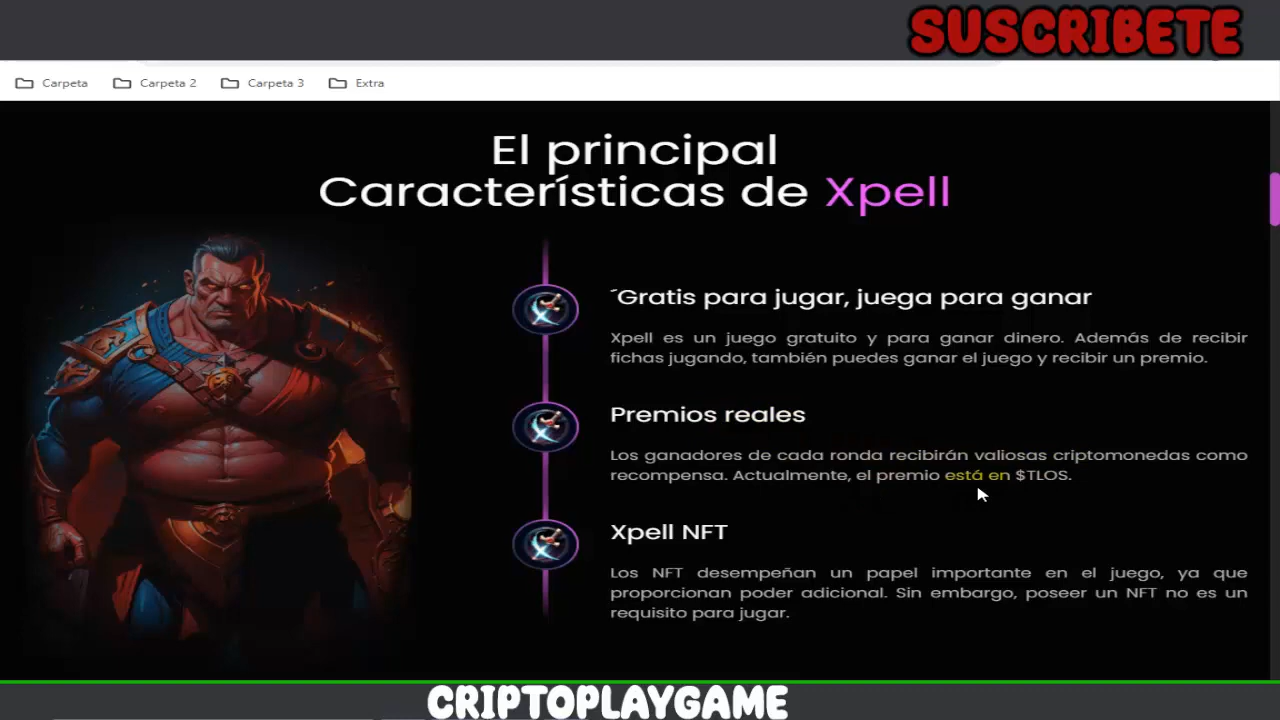 SUSCRIBETE
Carpeta
Carpeta 2
Carpeta 3
Extra
El principal
Características de Xpell
´Gratis para jugar, juega para ganar
Xpell es un juego gratuito y para ganar dinero. Además de recibir
fichas jugando, también puedes ganar el juego y recibir un premio.
Premios reales
Los ganadores de cada ronda recibirán valiosas criptomonedas como
recompensa. Actualmente, el premio está en $TLOS.
Xpell NFT
Los NFT desempeñan un papel importante en el juego, ya que
proporcionan poder adicional. Sin embargo, poseer un NFT no es un
requisito para jugar.
CRIPTOPLAYGAME